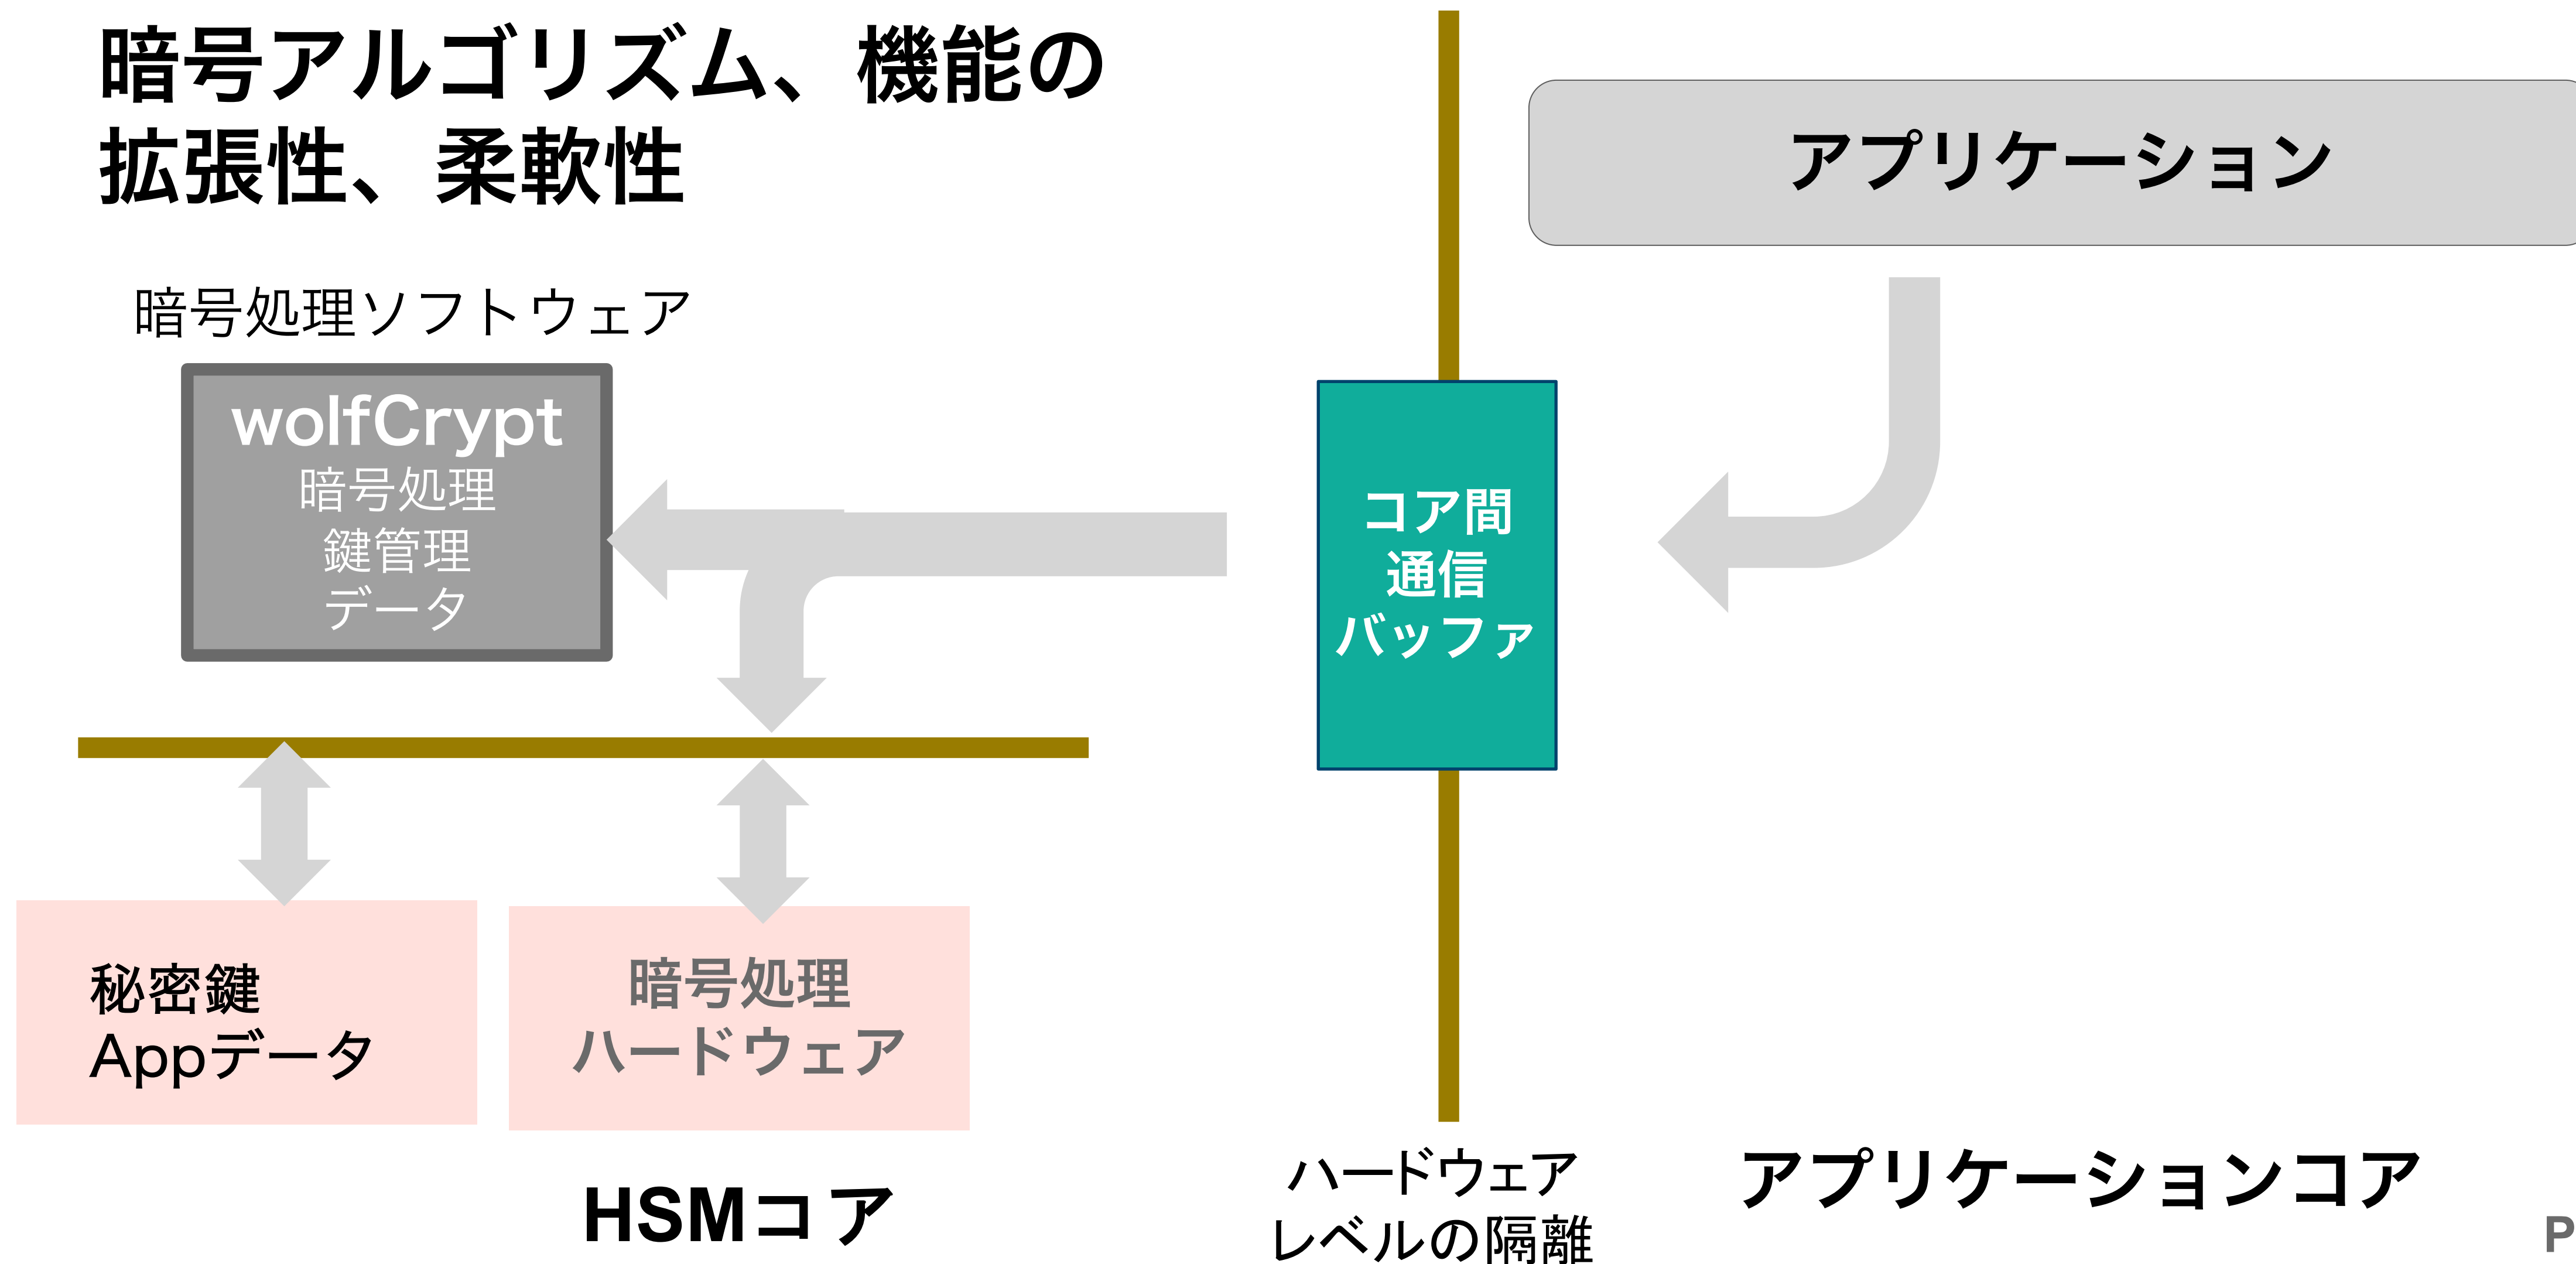 暗号アルゴリズム、機能の
拡張性、柔軟性
アプリケーション
暗号処理ソフトウェア
wolfCrypt
暗号処理
鍵管理
データ
コア間
通信
バッファ
秘密鍵
Appデータ
暗号処理
ハードウェア
HSMコア
ハードウェア
レベルの隔離
アプリケーションコア
P